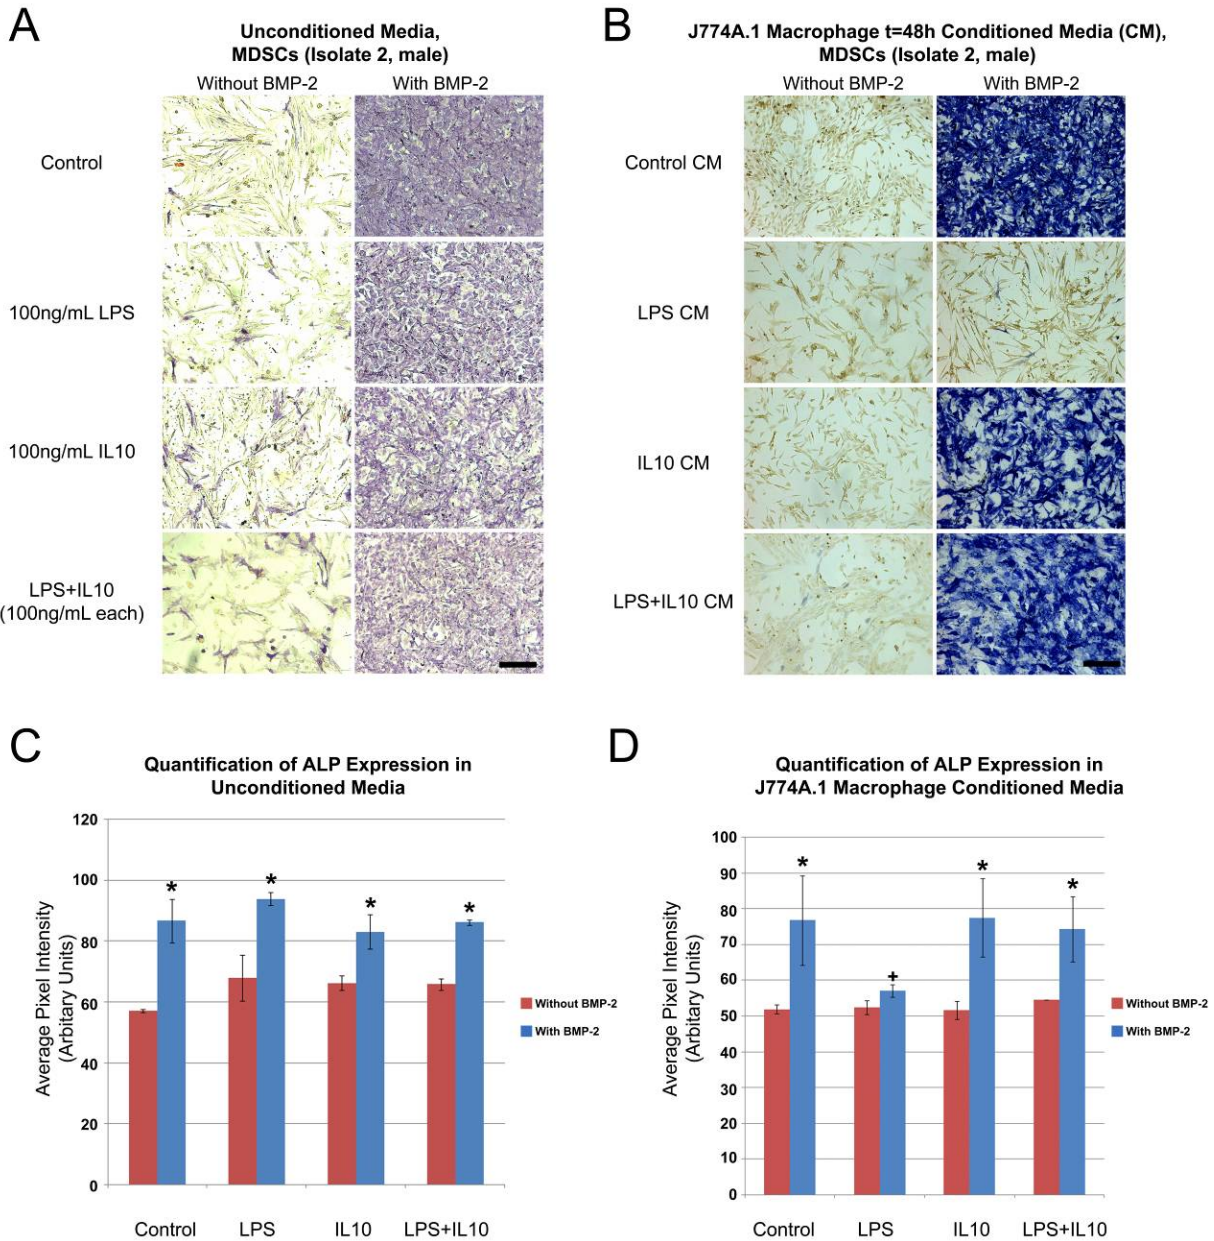 A
Unconditioned Media,
MDSCs (Isolate 2, male)
Without BMP-2 With BMP-2
Control
100ng/mL LPS
100ng/mL IL10
LPS+IL10
(100ng/mL each)
B
J774A.1 Macrophage t=48h Conditioned Media (CM),
MDSCs (Isolate 2, male)
Without BMP-2 With BMP-2
Control CM
LPS CM
IL10 CM
LPS+IL10 CM
C
Quantification of ALP Expression in
Unconditioned Media
Average Pixel Intensity
(Arbitary Units)
120
100
80
60
40
20
0
* * * *
Control LPS IL10 LPS+IL10
Without BMP-2
With BMP-2
D
Quantification of ALP Expression in
J774A.1 Macrophage Conditioned Media
Average Pixel Intensity
(Arbitary Units)
100
90
80
70
60
50
40
30
20
10
0
* + * *
Control LPS IL10 LPS+IL10
Without BMP-2
With BMP-2